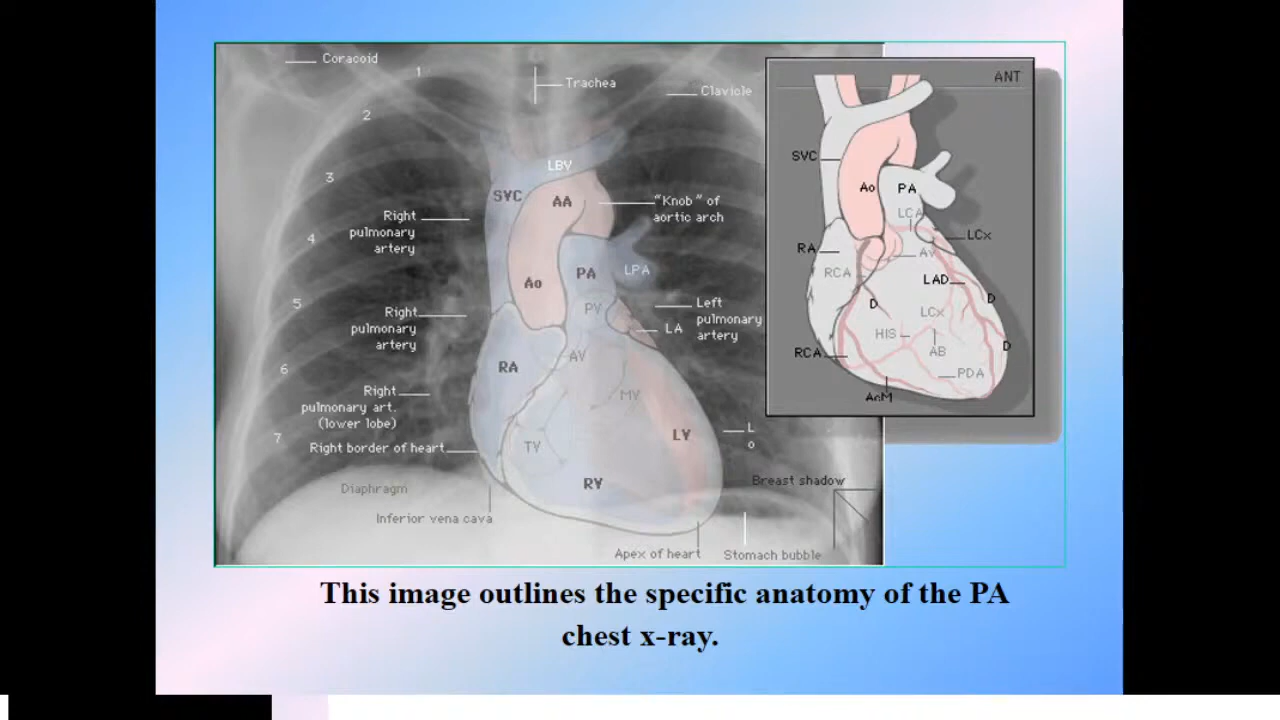 Coracoid
1
Trachea
Clavicle
2
LBV
3
SVC
AA
"Knob" of
aortic arch
Right
pulmonary
artery
4
LPA
PA
Ao
5
PV
Left
pulmonary
artery
Right
pulmonary
artery
LA
AV
6
RA
Right
pulmonary art.
(lower lobe)
MV
7
LV
L
o
Right border of heart
TV
RV
Breast shadow
Diaphragm
Inferior vena cava
Apex of heart
Stomach bubble
ANT
SVC
Ao
PA
LCA
LCx
RA
AV
RCA
LAD
D
D
LCx
HIS
D
RCA
AB
PDA
AcM
This image outlines the specific anatomy of the PA
chest x-ray.